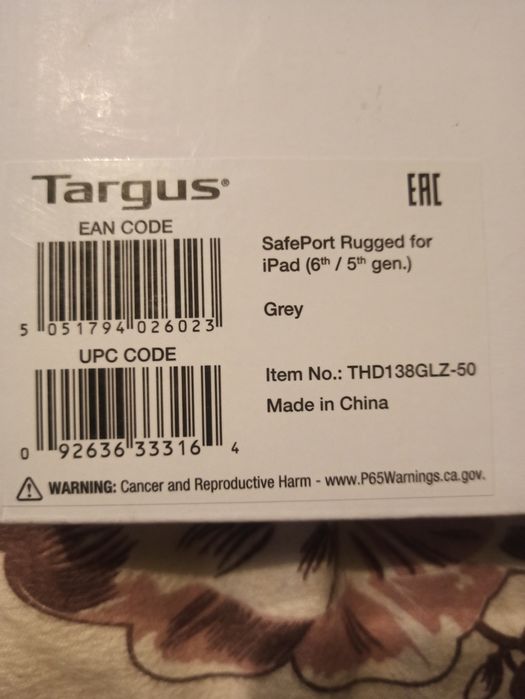 Targus®
EAC
EAN CODE
5 051794 026023
UPC CODE
0 92636 33316 4
SafePort Rugged for
iPad (6th / 5th gen.)
Grey
Item No.: THD138GLZ-50
Made in China
WARNING: Cancer and Reproductive Harm - www.P65Warnings.ca.gov.